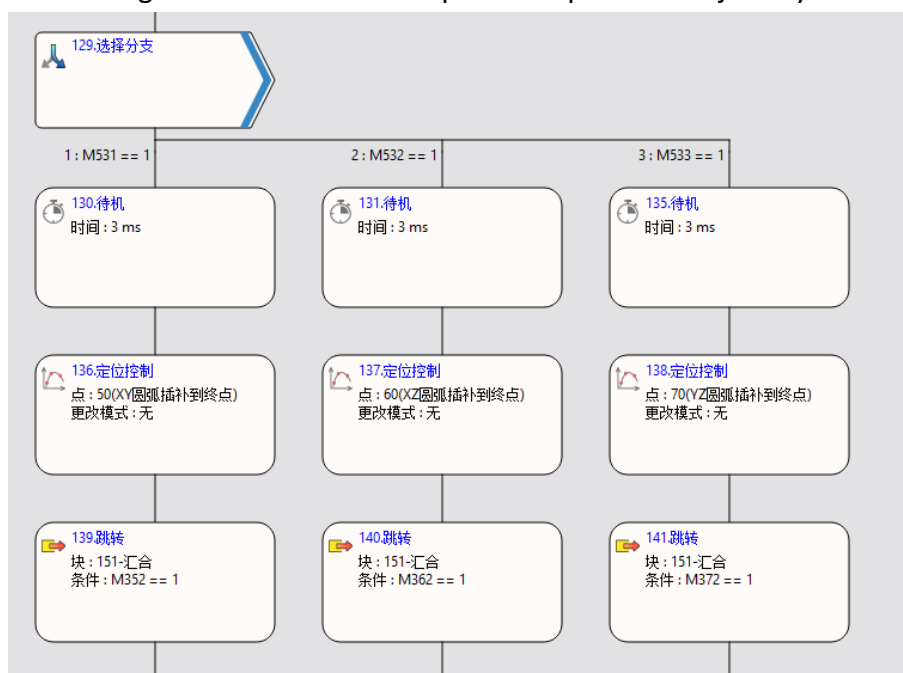 129.选择分支
1 : M531 == 1
2 : M532 == 1
3 : M533 == 1
130.待机
时间 : 3 ms
131.待机
时间 : 3 ms
135.待机
时间 : 3 ms
136.定位控制
点 : 50(XY圆弧插补到终点)
更改模式 : 无
137.定位控制
点 : 60(XZ圆弧插补到终点)
更改模式 : 无
138.定位控制
点 : 70(YZ圆弧插补到终点)
更改模式 : 无
139.跳转
块 : 151-汇合
条件 : M352 == 1
140.跳转
块 : 151-汇合
条件 : M362 == 1
141.跳转
块 : 151-汇合
条件 : M372 == 1